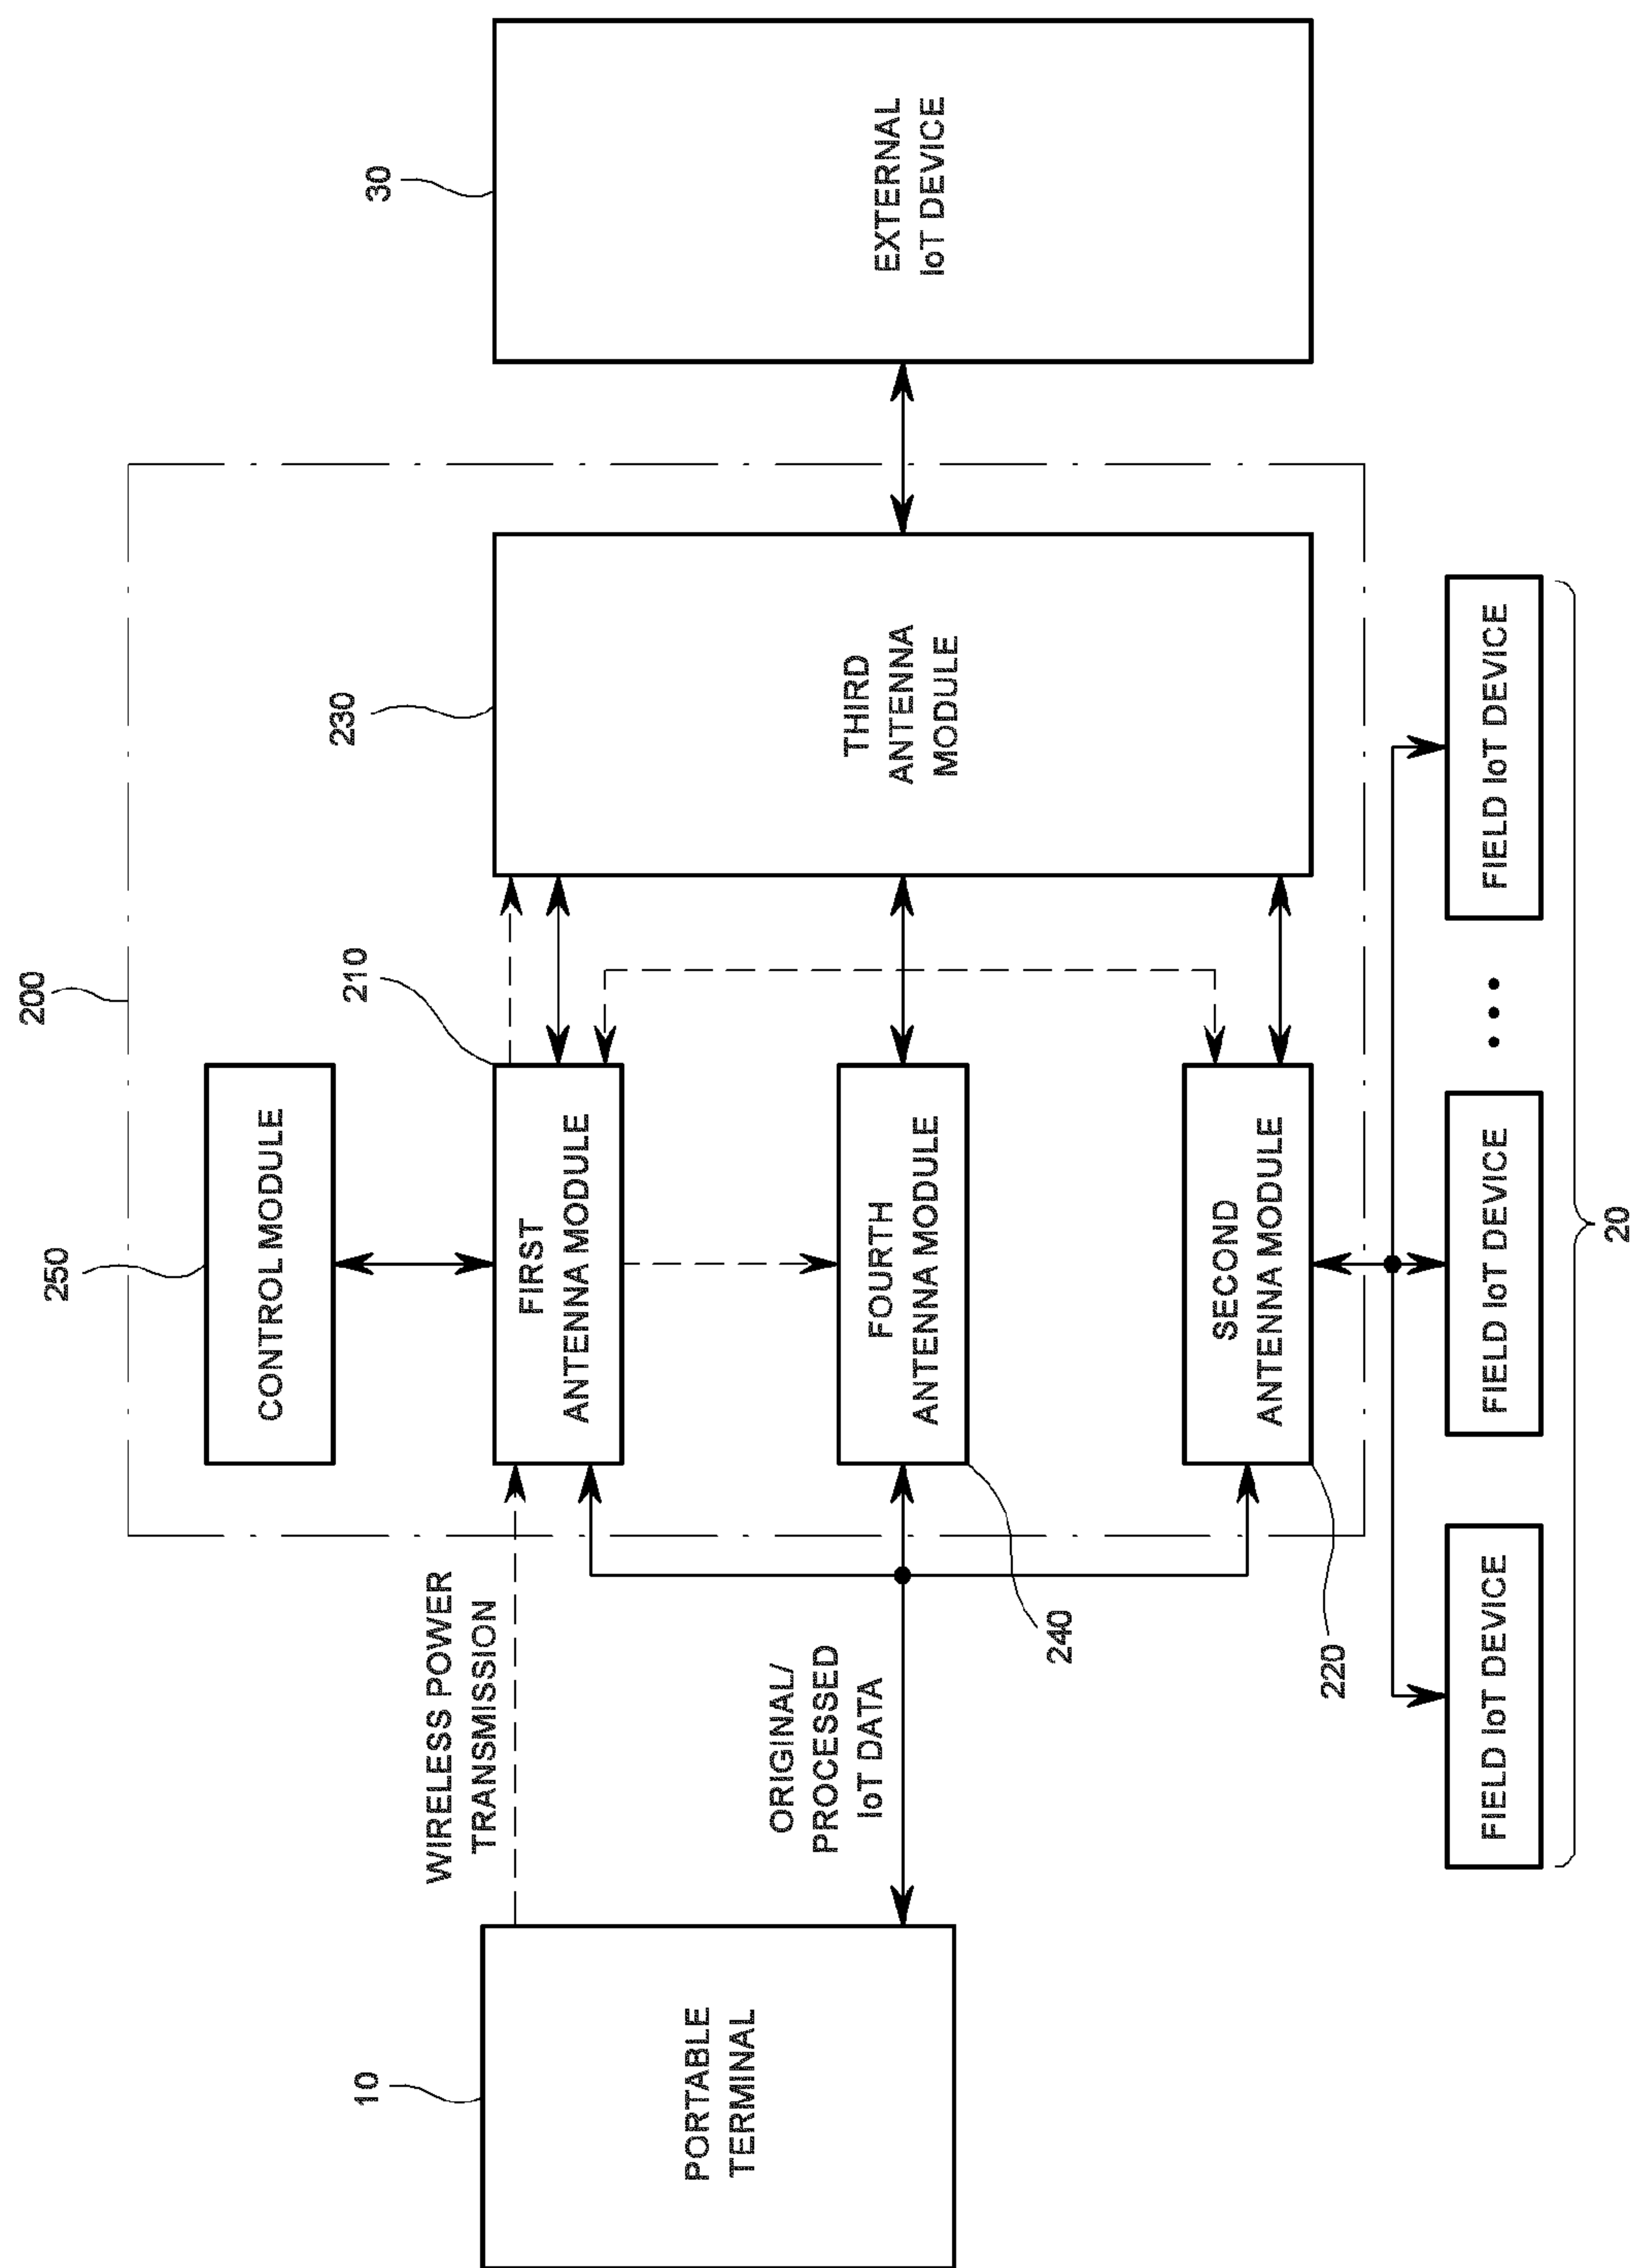 200
250
CONTROL MODULE
10
PORTABLE
TERMINAL
WIRELESS POWER
TRANSMISSION
ORIGINAL/
PROCESSED
IoT DATA
210
FIRST
ANTENNA MODULE
FOURTH
ANTENNA MODULE
240
SECOND
ANTENNA MODULE
220
230
THIRD
ANTENNA
MODULE
30
EXTERNAL
IoT DEVICE
FIELD IoT DEVICE
FIELD IoT DEVICE
• • •
FIELD IoT DEVICE
20